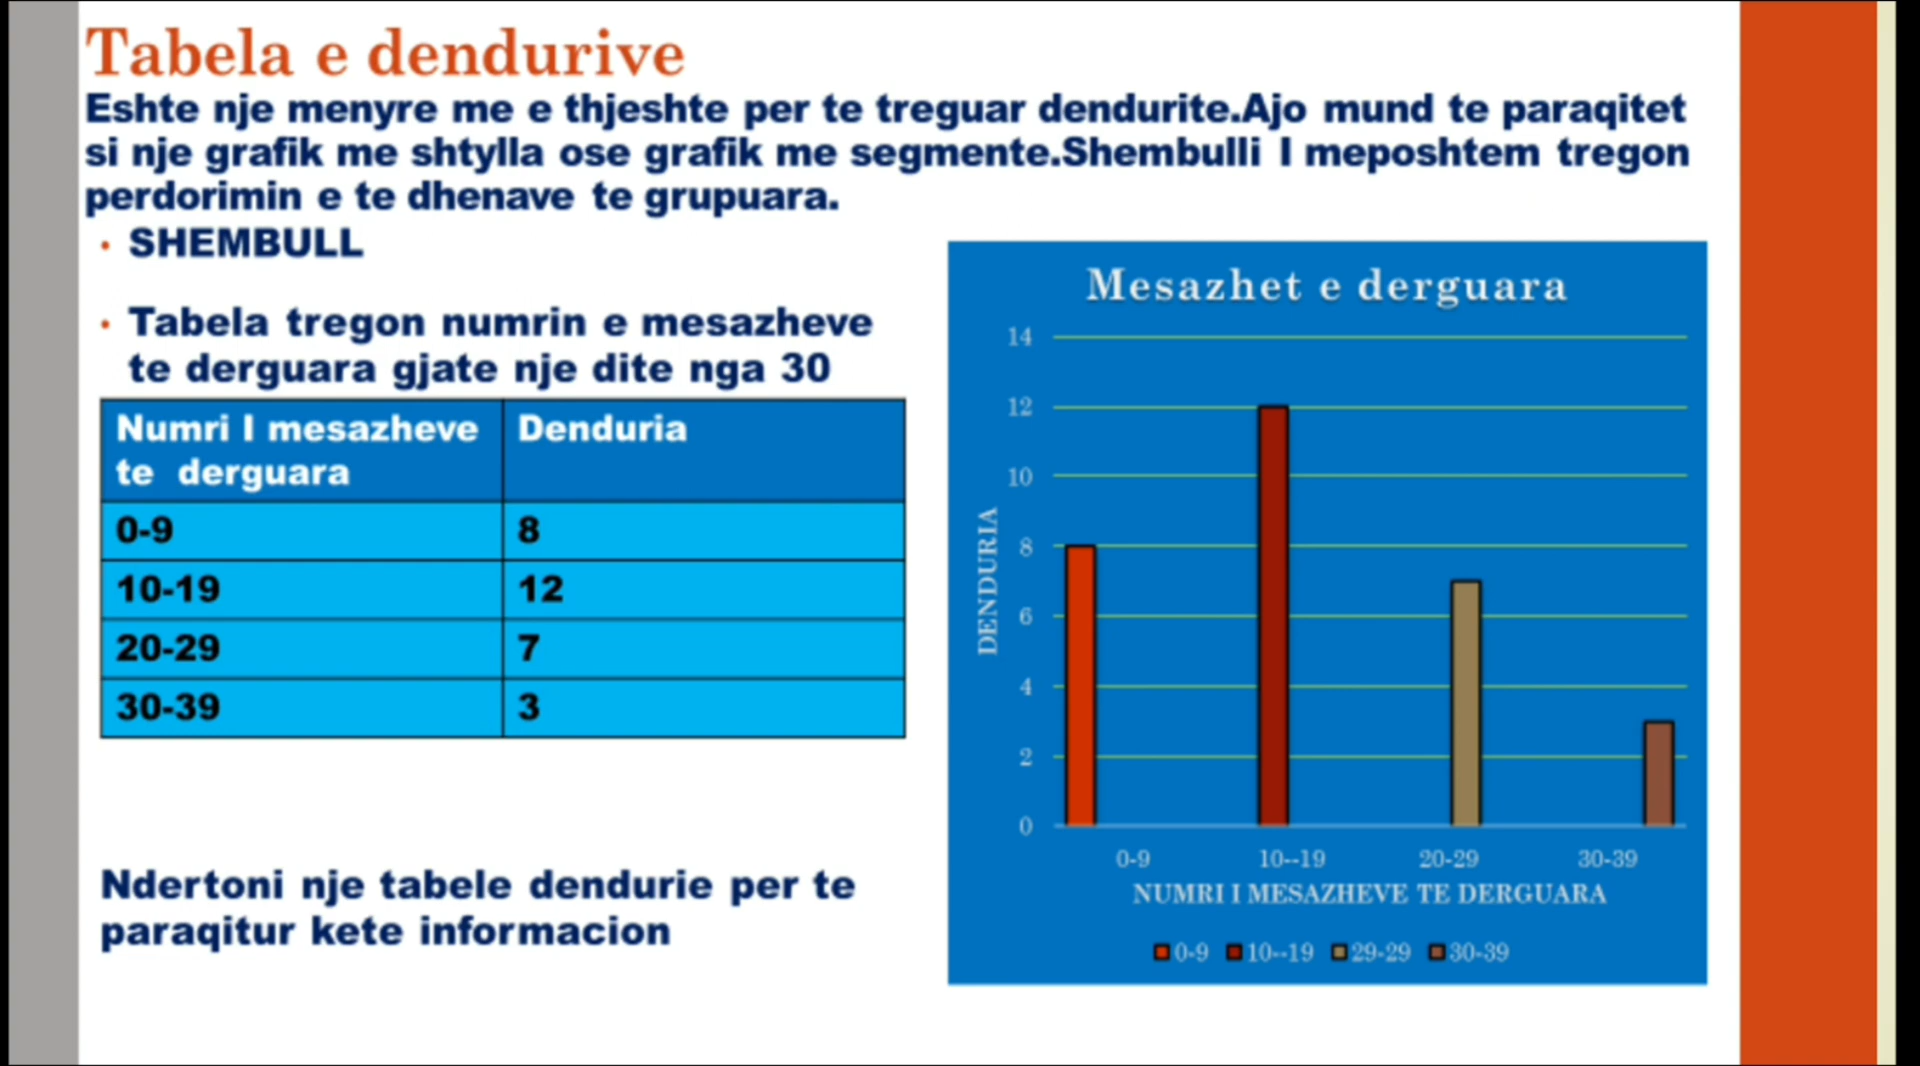 Tabela e dendurive
Eshte nje menyre me e thjeshte per te treguar dendurite.Ajo mund te paraqitet
si nje grafik me shtylla ose grafik me segmente.Shembulli I meposhtem tregon
perdorimin e te dhenave te grupuara.
• SHEMBULL
• Tabela tregon numrin e mesazheve
te derguara gjate nje dite nga 30
Numri I mesazheve Denduria
te derguara
0-9 8
10-19 12
20-29 7
30-39 3
Ndertoni nje tabele dendurie per te
paraqitur kete informacion
Mesazhet e derguara
14
12
10
8
6
4
2
0
DENDURIA
0-9 10--19 20-29 30-39
NUMRI I MESAZHEVE TE DERGUARA
0-9 10--19 29-29 30-39